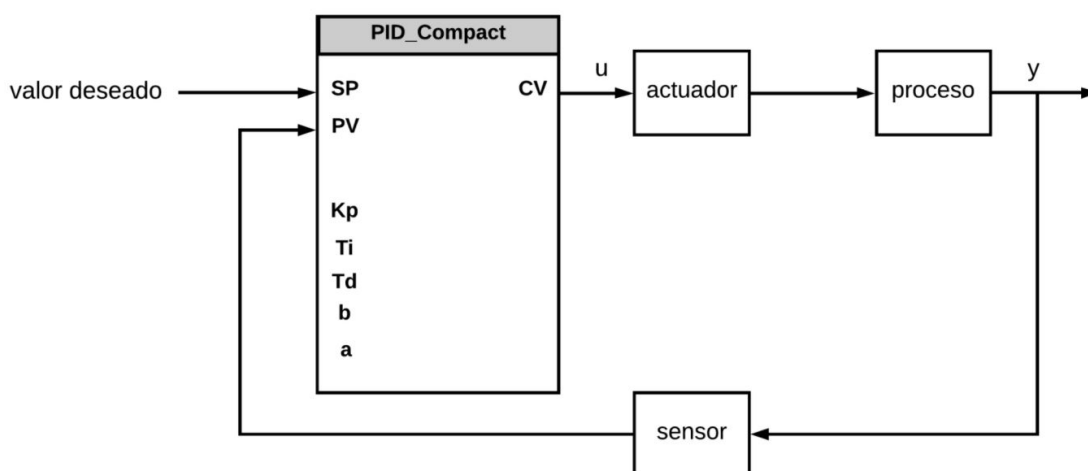 PID_Compact
valor deseado
SP
CV
u
actuador
proceso
y
PV
Kp
Ti
Td
b
a
sensor